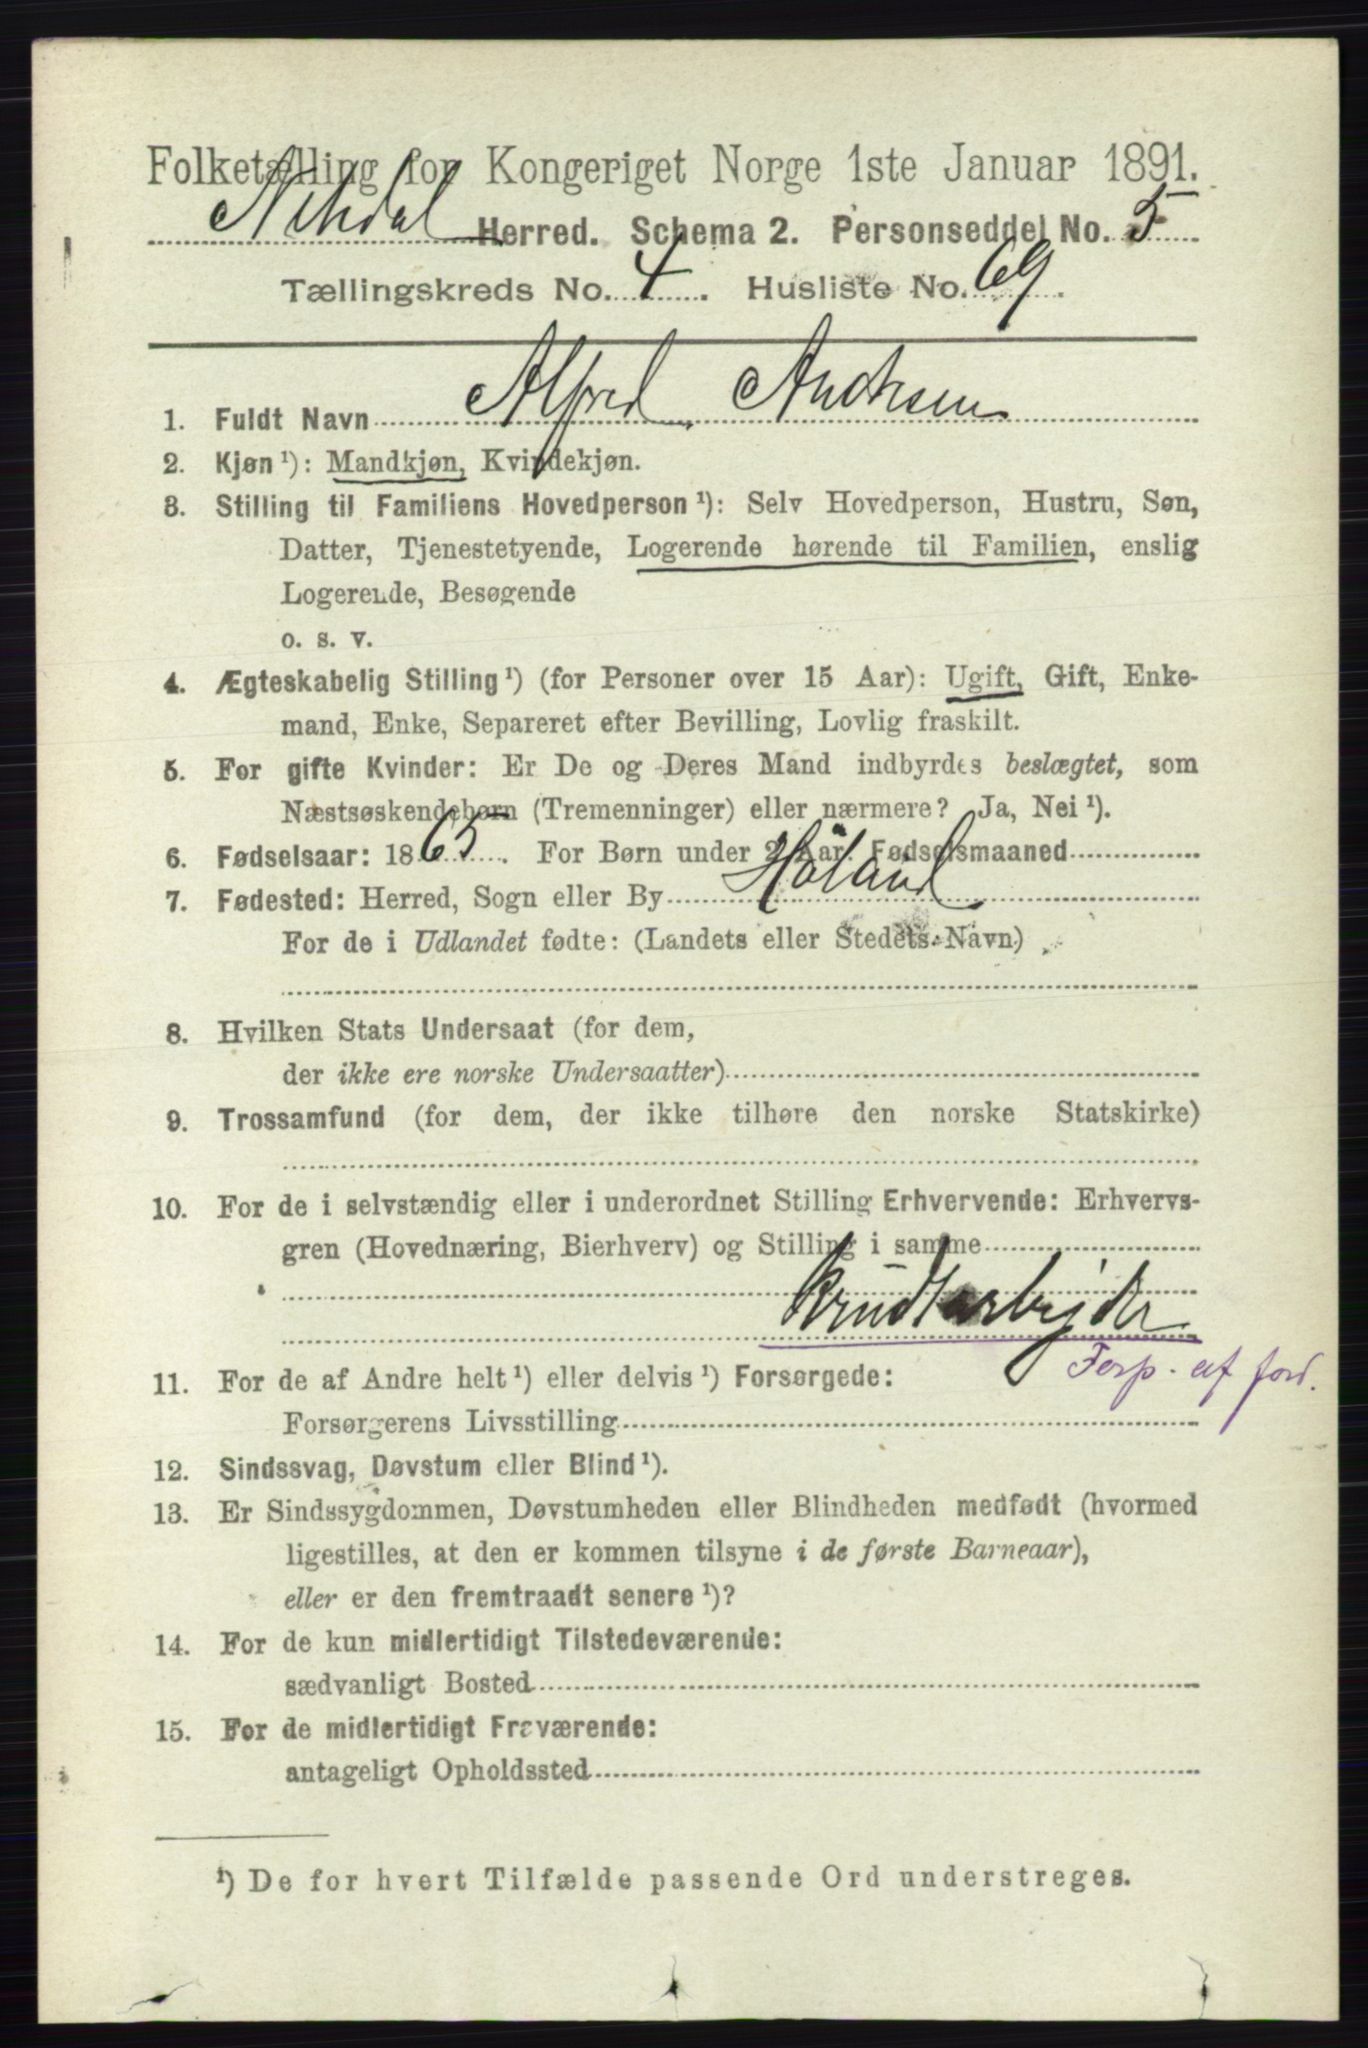 Folketælling for Kongeriget Norge 1ste Januar 1891.
Nitedal Herred. Schema 2. Personseddel No. 5
Tællingskreds No. 4. Husliste No. 69.
1. Fuldt Navn Alfred Andresen
2. Kjøn ¹): Mandkjøn, Kvindekjøn.
3. Stilling til Familiens Hovedperson ¹): Selv Hovedperson, Hustru, Søn,
Datter, Tjenestetyende, Logerende hørende til Familien, enslig
Logerende, Besøgende
o. s. v.
4. Ægteskabelig Stilling ¹) (for Personer over 15 Aar): Ugift, Gift, Enke-
mand, Enke, Separeret efter Bevilling, Lovlig fraskilt.
5. For gifte Kvinder: Er De og Deres Mand indbyrdes beslægtet, som
Næstsøskendebørn (Tremenninger) eller nærmere? Ja, Nei ¹).
6. Fødselsaar: 1865. For Børn under 2 Aar: Fødselsmaaned
7. Fødested: Herred, Sogn eller By Höland
For de i Udlandet fødte: (Landets eller Stedets Navn)
8. Hvilken Stats Undersaat (for dem,
der ikke ere norske Undersaatter)
9. Trossamfund (for dem, der ikke tilhøre den norske Statskirke)
10. For de i selvstændig eller i underordnet Stilling Erhvervende: Erhvervs-
gren (Hovednæring, Bierhverv) og Stilling i samme
Krudtarbejder
11. For de af Andre helt ¹) eller delvis ¹) Forsørgede: af
Forsørgerens Livsstilling
12. Sindssvag, Døvstum eller Blind ¹).
13. Er Sindssygdommen, Døvstumheden eller Blindheden medfødt (hvormed
ligestilles, at den er kommen tilsyne i de første Barneaar),
eller er den fremtraadt senere ¹)?
14. For de kun midlertidigt Tilstedeværende:
sædvanligt Bosted
15. For de midlertidigt Fraværende:
antageligt Opholdssted
¹) De for hvert Tilfælde passende Ord understreges.